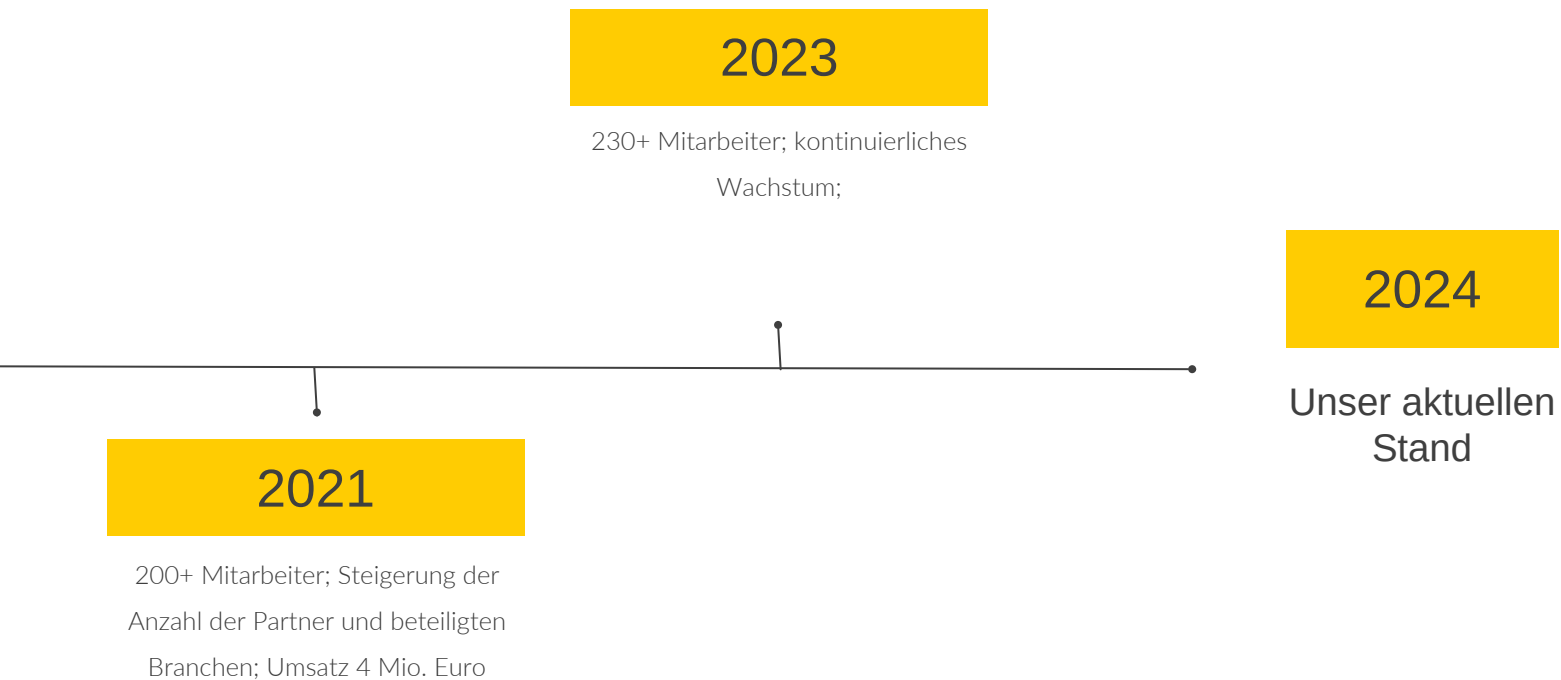 2023
230+ Mitarbeiter; kontinuierliches
Wachstum;
2024
Unser aktuellen
Stand
2021
200+ Mitarbeiter; Steigerung der
Anzahl der Partner und beteiligten
Branchen; Umsatz 4 Mio. Euro